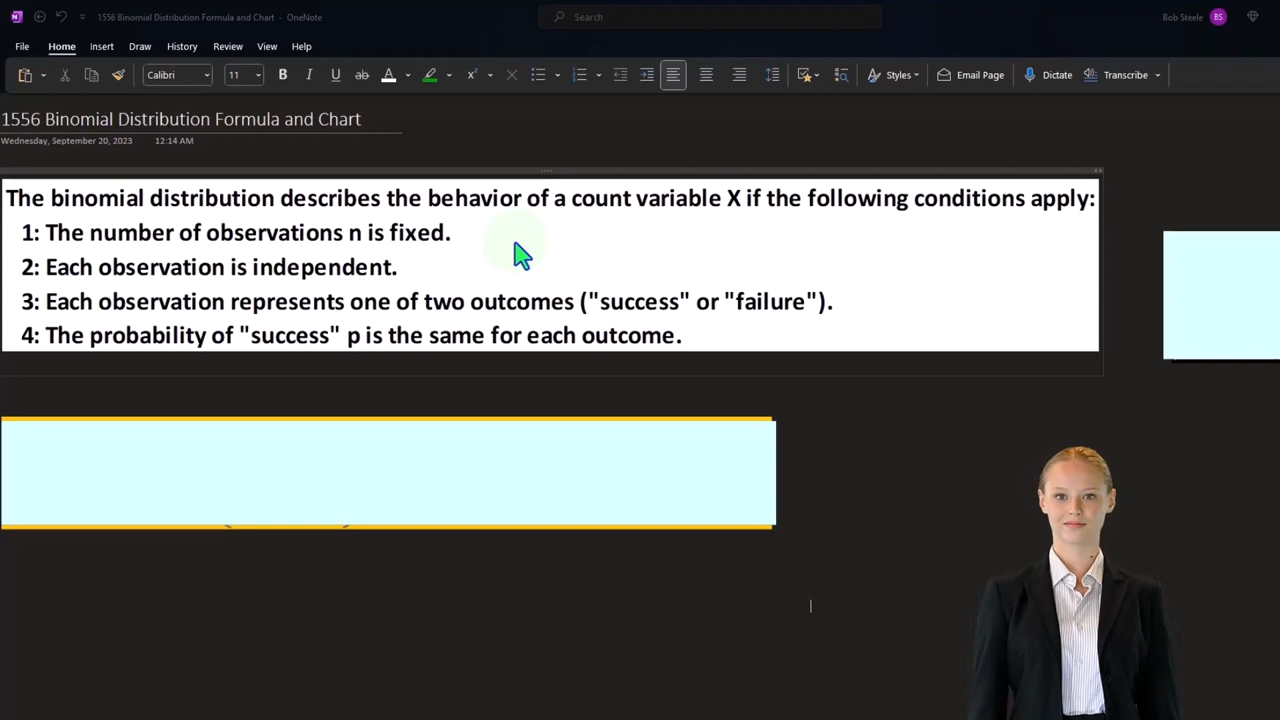 1556 Binomial Distribution Formula and Chart - OneNote
Search
Bob Steele BS
File Home Insert Draw History Review View Help
Calibri 11 B I U ab A x² Styles Email Page Dictate Transcribe
1556 Binomial Distribution Formula and Chart
Wednesday, September 20, 2023 12:14 AM
The binomial distribution describes the behavior of a count variable X if the following conditions apply:
1: The number of observations n is fixed.
2: Each observation is independent.
3: Each observation represents one of two outcomes ("success" or "failure").
4: The probability of "success" p is the same for each outcome.